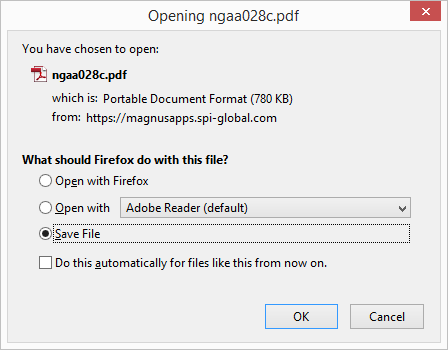 Opening ngaa028c.pdf
You have chosen to open:
ngaa028c.pdf
which is: Portable Document Format (780 KB)
from: https://magnusapps.spi-global.com
What should Firefox do with this file?
Open with Firefox
Open with Adobe Reader (default)
Save File
Do this automatically for files like this from now on.
OK Cancel